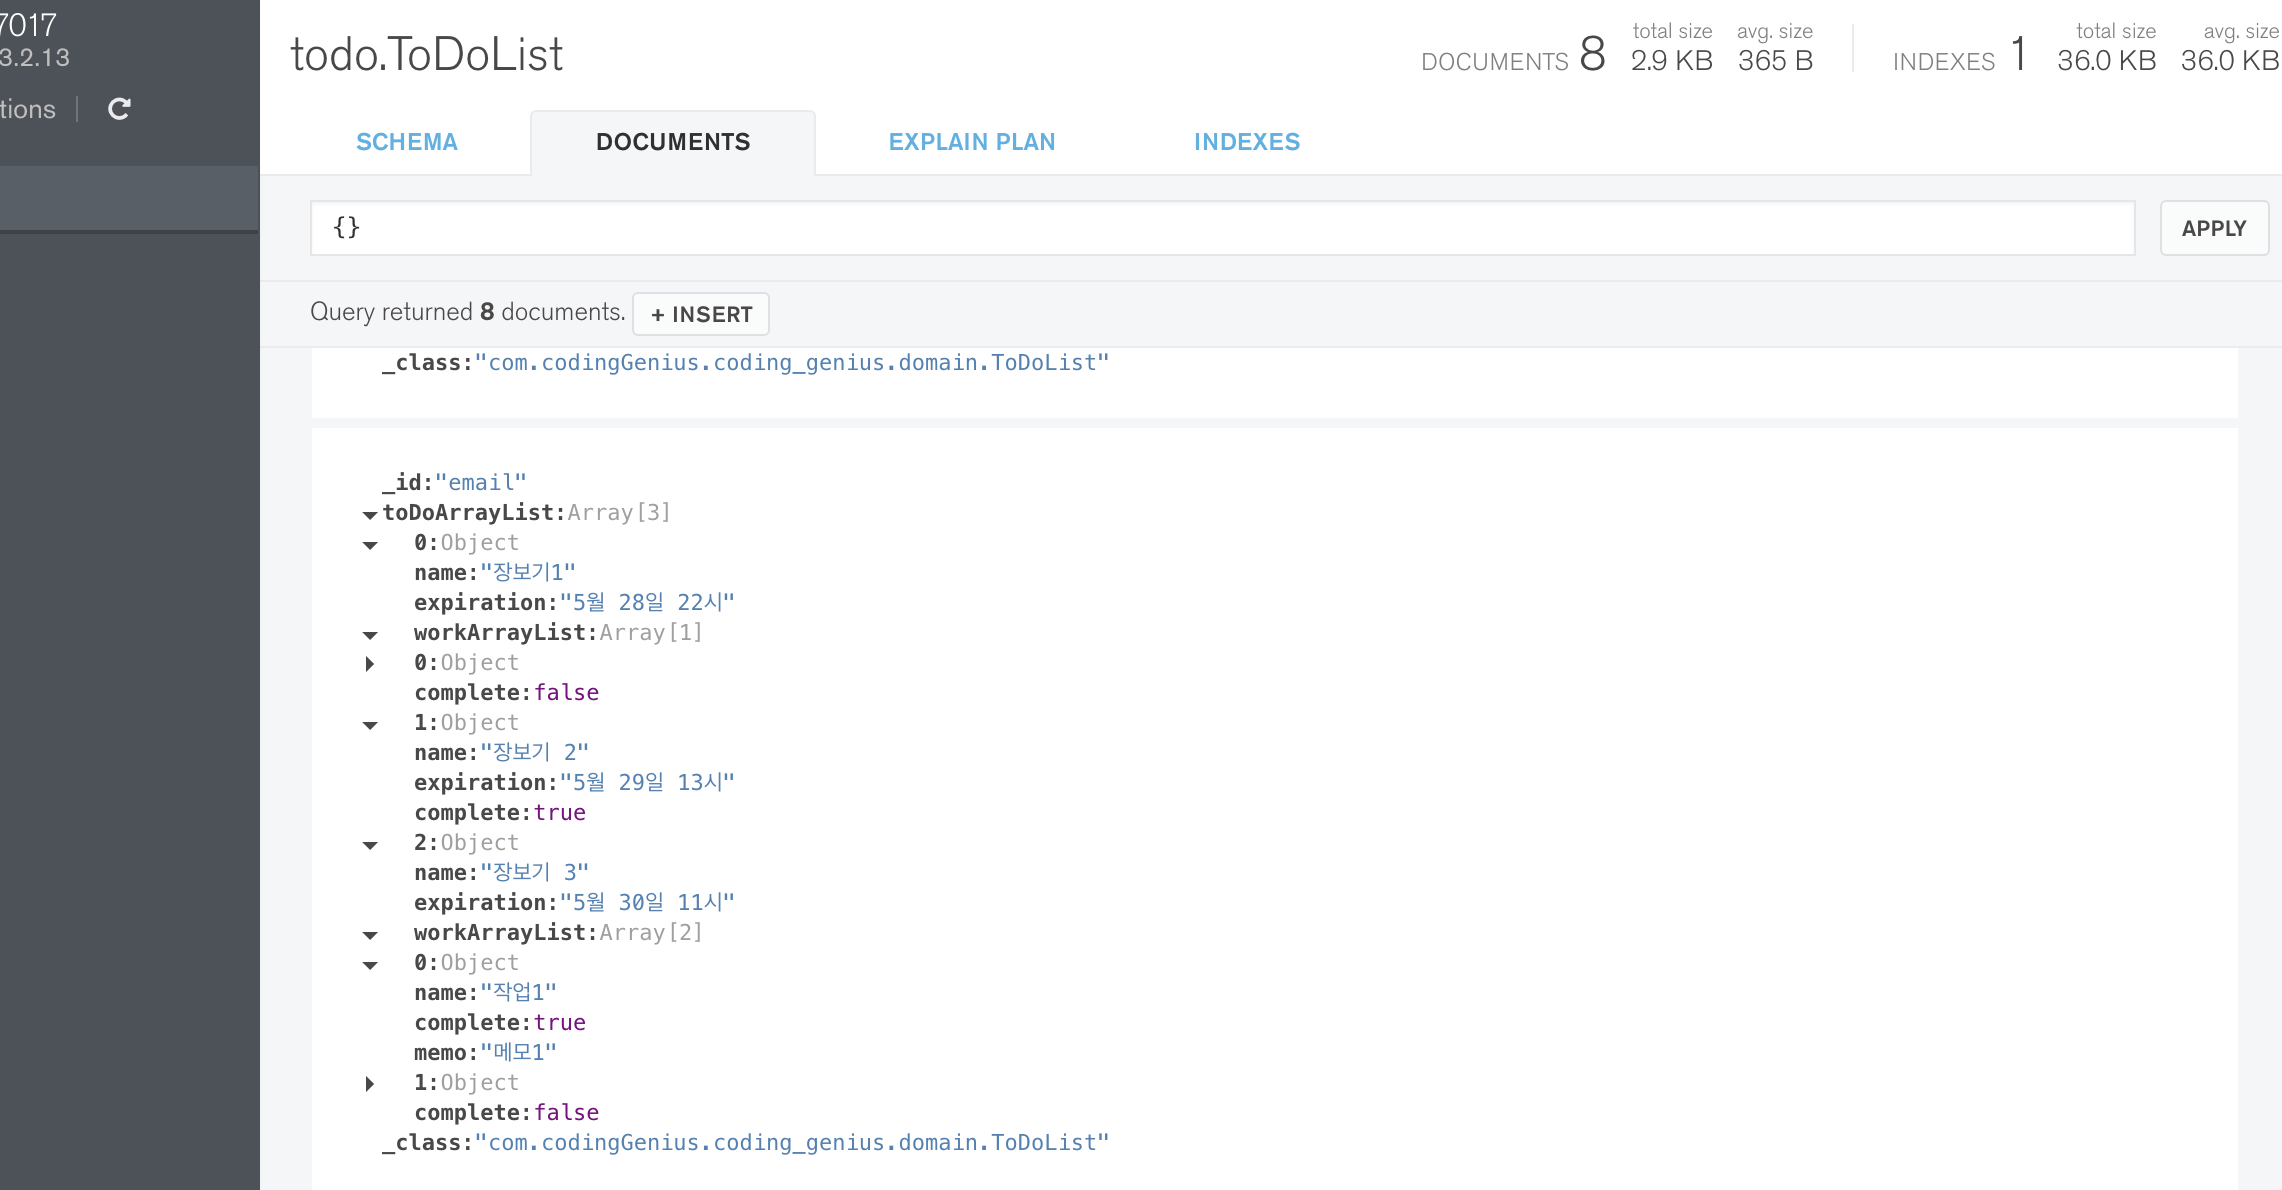 7017
3.2.13
tions
todo.ToDoList
DOCUMENTS 8 total size 2.9 KB avg. size 365 B
INDEXES 1 total size 36.0 KB avg. size 36.0 KB
SCHEMA DOCUMENTS EXPLAIN PLAN INDEXES
{}
APPLY
Query returned 8 documents. + INSERT
_class:"com.codingGenius.coding_genius.domain.ToDoList"
_id:"email"
toDoArrayList:Array[3]
0:Object
name:"장보기1"
expiration:"5월 28일 22시"
workArrayList:Array[1]
0:Object
complete:false
1:Object
name:"장보기 2"
expiration:"5월 29일 13시"
complete:true
2:Object
name:"장보기 3"
expiration:"5월 30일 11시"
workArrayList:Array[2]
0:Object
name:"작업1"
complete:true
memo:"메모1"
1:Object
complete:false
_class:"com.codingGenius.coding_genius.domain.ToDoList"